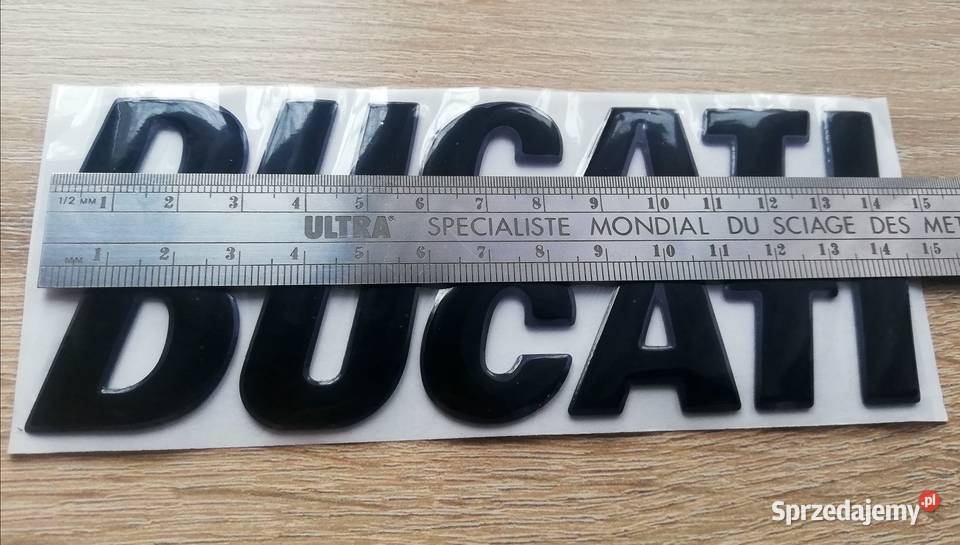 DUCATI
1/2 MM 1 2 3 4 5 6 7 8 9 10 11 12 13 14 15
ULTRA® SPECIALISTE MONDIAL DU SCIAGE DES MET
MM 1 2 3 4 5 6 7 8 9 10 11 12 13 14 15
DUCATI
Sprzedajemy.pl